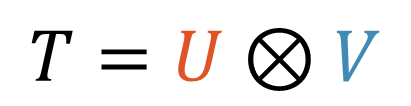 T = U ⊗ V